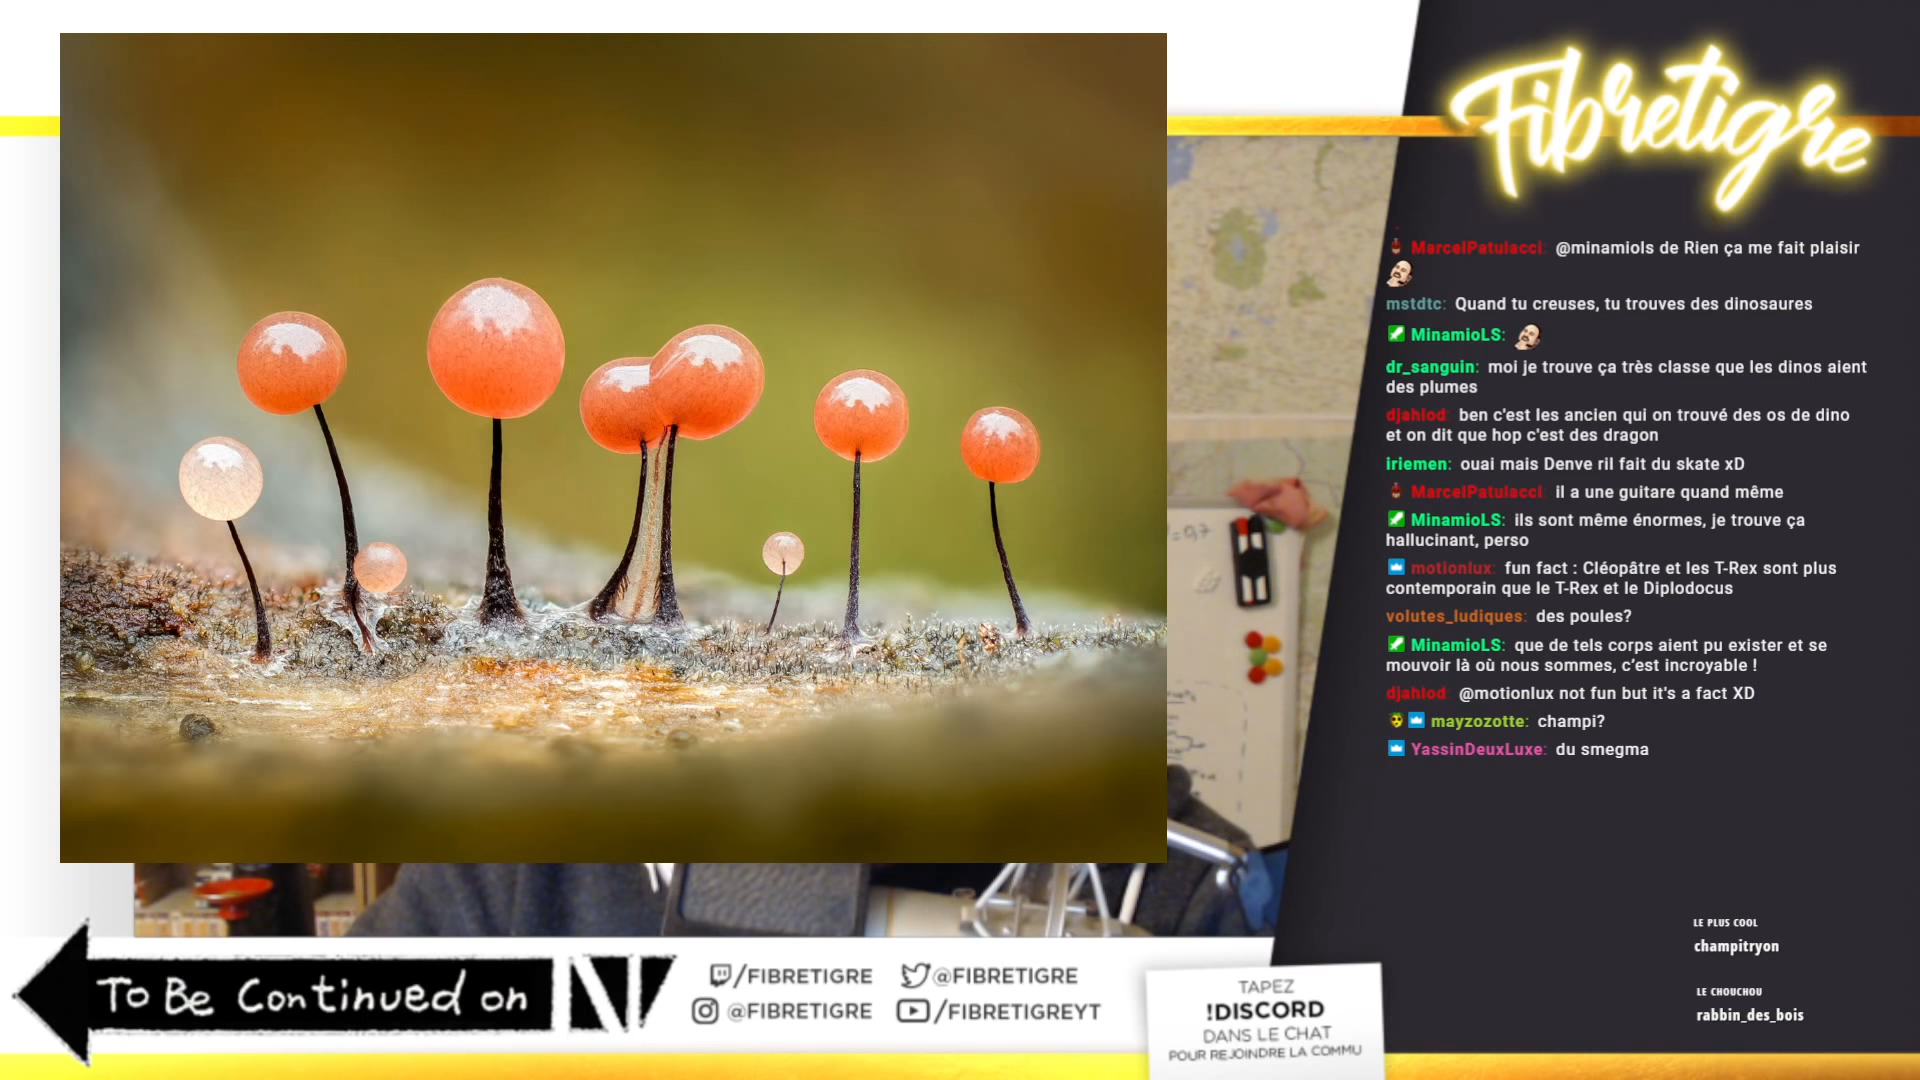 Fibretigre
MarcelPatulacci: @minamiols de Rien ça me fait plaisir
mstdtc: Quand tu creuses, tu trouves des dinosaures
MinamioLS:
dr_sanguin: moi je trouve ça très classe que les dinos aient
des plumes
djahlod: ben c'est les ancien qui on trouvé des os de dino
et on dit que hop c'est des dragon
iriemen: ouai mais Denve ril fait du skate xD
MarcelPatulacci: il a une guitare quand même
MinamioLS: ils sont même énormes, je trouve ça
hallucinant, perso
motionlux: fun fact : Cléopâtre et les T-Rex sont plus
contemporain que le T-Rex et le Diplodocus
volutes_ludiques: des poules?
MinamioLS: que de tels corps aient pu exister et se
mouvoir là où nous sommes, c'est incroyable !
djahlod: @motionlux not fun but it's a fact XD
mayzozotte: champi?
YassinDeuxLuxe: du smegma
LE PLUS COOL
champitryon
LE CHOUCHOU
rabbin_des_bois
To Be Continued on
/FIBRETIGRE @FIBRETIGRE
@FIBRETIGRE /FIBRETIGREYT
TAPEZ
!DISCORD
DANS LE CHAT
POUR REJOINDRE LA COMMU